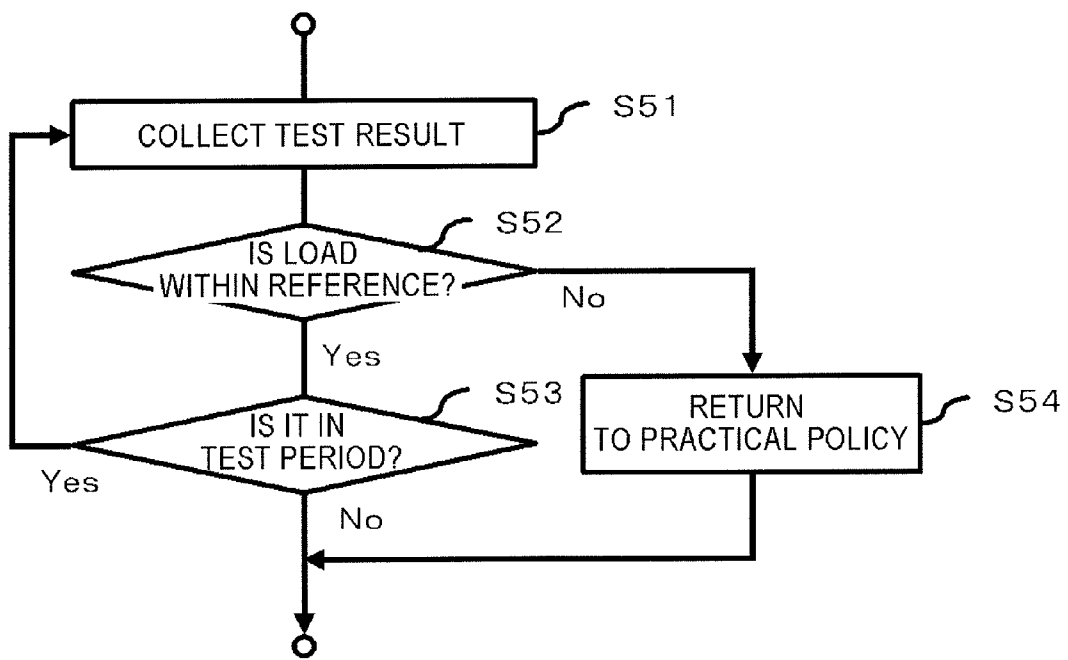 S51
COLLECT TEST RESULT
S52
IS LOAD
WITHIN REFERENCE?
No
Yes
S53
IS IT IN
TEST PERIOD?
Yes
No
S54
RETURN
TO PRACTICAL POLICY